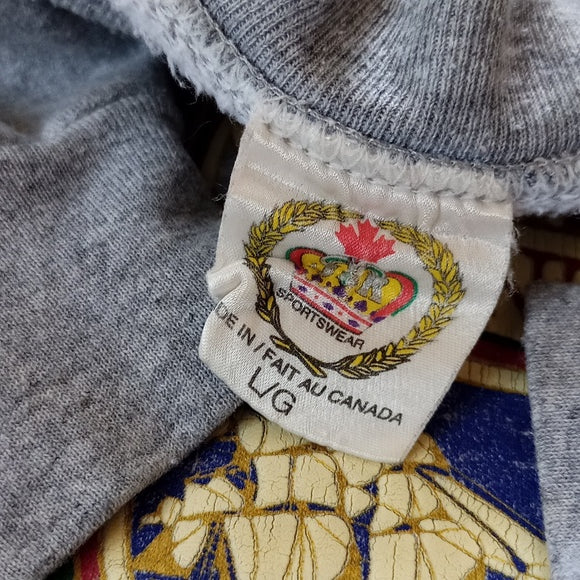 SPORTSWEAR
DE IN / FAIT AU CANADA
L/G